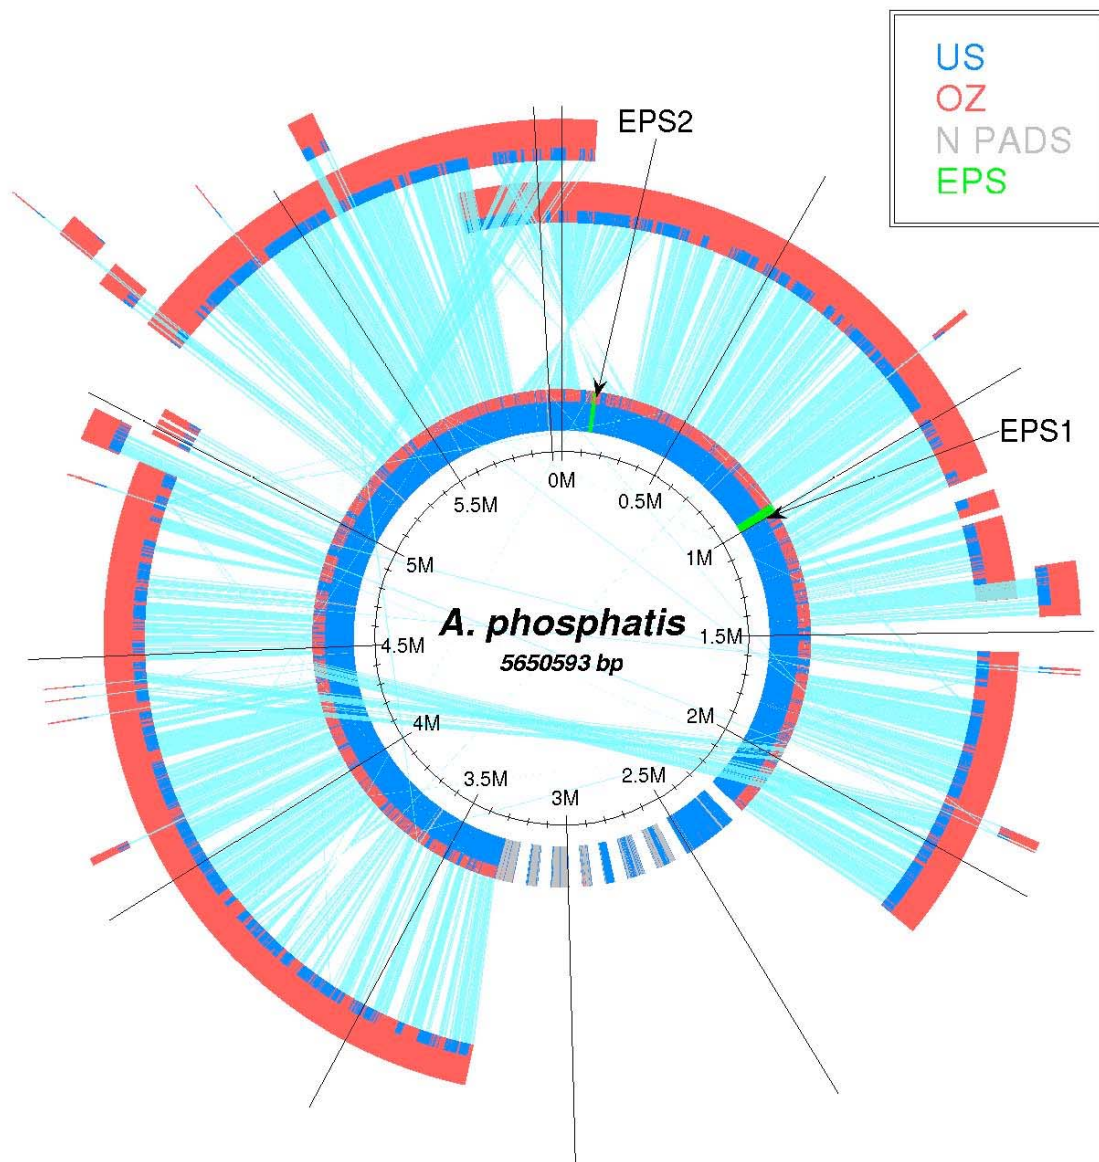 US
OZ
N PADS
EPS
EPS2
EPS1
0M
0.5M
1M
1.5M
2M
2.5M
3M
3.5M
4M
4.5M
5M
5.5M
A. phosphatis
5650593 bp